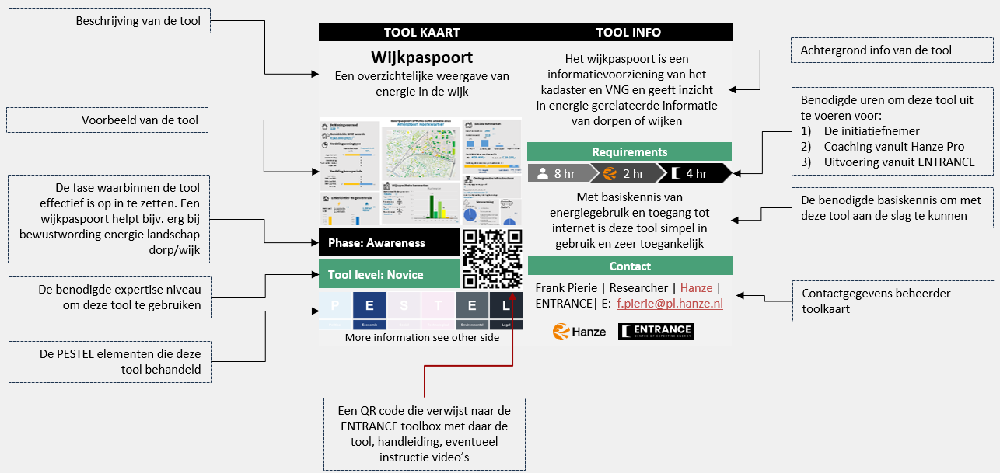 Beschrijving van de tool
Voorbeeld van de tool
De fase waarbinnen de tool
effectief is op in te zetten. Een
wijkpaspoort helpt bijv. erg bij
bewustwording energie landschap
dorp/wijk
De benodigde expertise niveau
om deze tool te gebruiken
De PESTEL elementen die deze
tool behandeld
TOOL KAART
Wijkpaspoort
Een overzichtelijke weergave van
energie in de wijk
Phase: Awareness
Tool level: Novice
P E S T E L
Economic
Environmental
Legal
More information see other side
Een QR code die verwijst naar de
ENTRANCE toolbox met daar de
tool, handleiding, eventueel
instructie video’s
TOOL INFO
Het wijkpaspoort is een
informatievoorziening van het
kadaster en VNG en geeft inzicht
in energie gerelateerde informatie
van dorpen of wijken
Requirements
8 hr 2 hr 4 hr
Met basiskennis van
energiegebruik en toegang tot
internet is deze tool simpel in
gebruik en zeer toegankelijk
Contact
Frank Pierie | Researcher | Hanze |
ENTRANCE| E: f.pierie@pl.hanze.nl
Hanze
ENTRANCE
CENTRE OF EXPERTISE ENERGY
Achtergrond info van de tool
Benodigde uren om deze tool uit
te voeren voor:
1) De initiatiefnemer
2) Coaching vanuit Hanze Pro
3) Uitvoering vanuit ENTRANCE
De benodigde basiskennis om met
deze tool aan de slag te kunnen
Contactgegevens beheerder
toolkaart